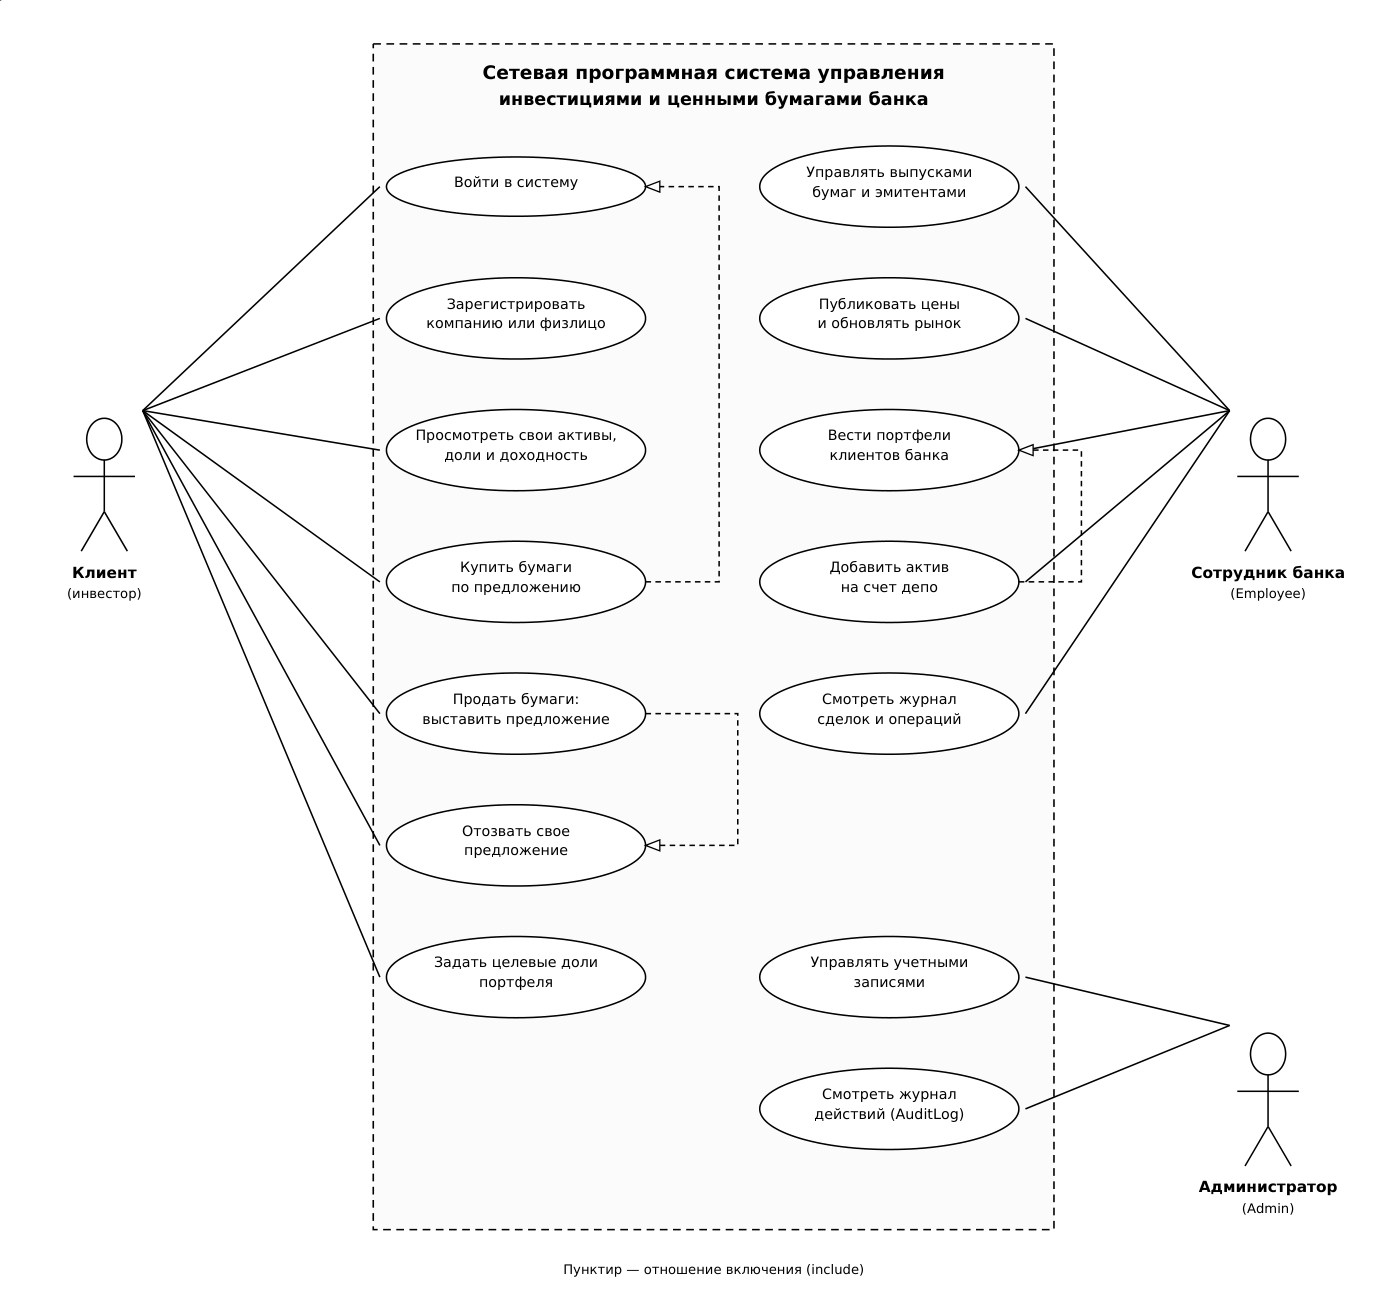 Сетевая программная система управления
инвестициями и ценными бумагами банка
Войти в систему
Управлять выпусками
бумаг и эмитентами
Зарегистрировать
компанию или физлицо
Публиковать цены
и обновлять рынок
Просмотреть свои активы,
доли и доходность
Вести портфели
клиентов банка
Купить бумаги
по предложению
Добавить актив
на счет депо
Клиент
(инвестор)
Сотрудник банка
(Employee)
Продать бумаги:
выставить предложение
Смотреть журнал
сделок и операций
Отозвать свое
предложение
Задать целевые доли
портфеля
Управлять учетными
записями
Смотреть журнал
действий (AuditLog)
Администратор
(Admin)
Пунктир — отношение включения (include)